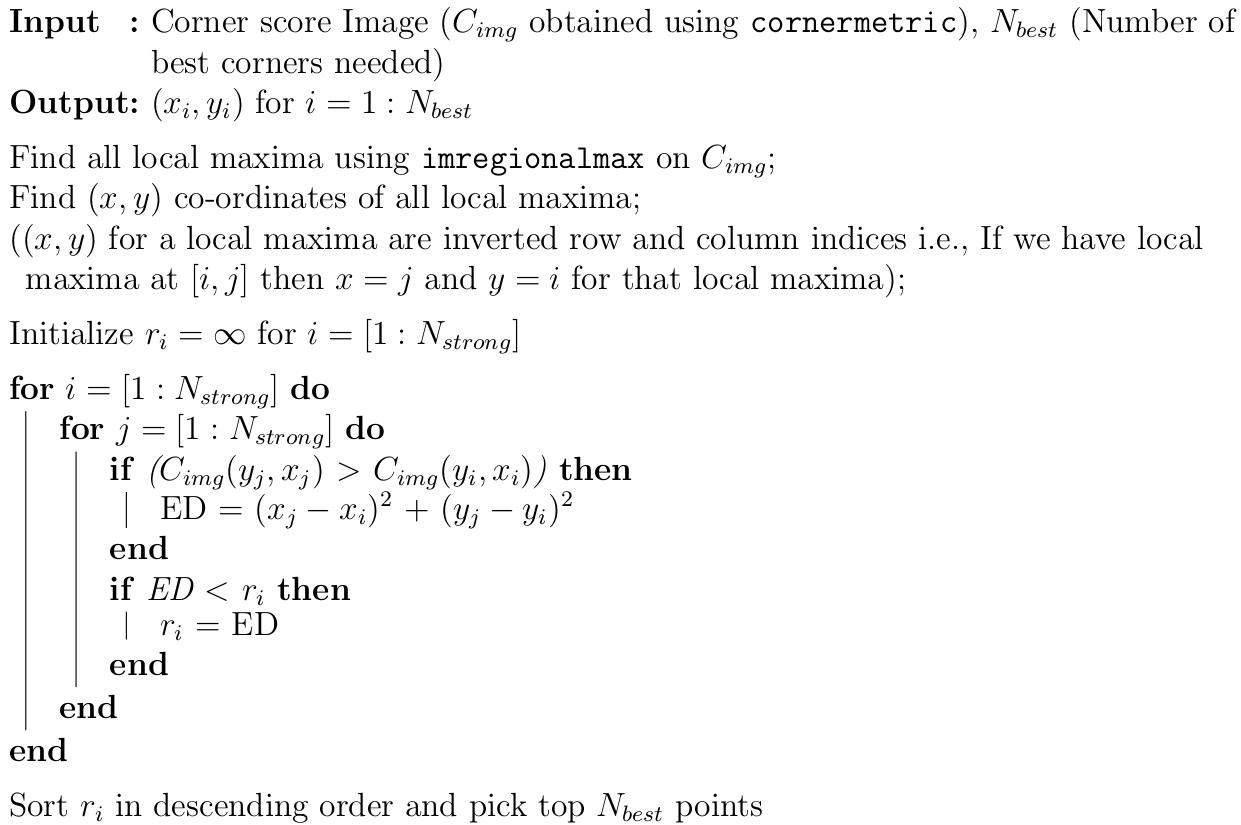 Input : Corner score Image (C_{img} obtained using cornermetric), N_{best} (Number of
best corners needed)
Output: (x_i, y_i) for i = 1 : N_{best}
Find all local maxima using imregionalmax on C_{img};
Find (x, y) co-ordinates of all local maxima;
((x, y) for a local maxima are inverted row and column indices i.e., If we have local
maxima at [i, j] then x = j and y = i for that local maxima);
Initialize r_i = ∞ for i = [1 : N_{strong}]
for i = [1 : N_{strong}] do
for j = [1 : N_{strong}] do
if (C_{img}(y_j, x_j) > C_{img}(y_i, x_i)) then
ED = (x_j − x_i)^2 + (y_j − y_i)^2
end
if ED < r_i then
r_i = ED
end
end
end
Sort r_i in descending order and pick top N_{best} points